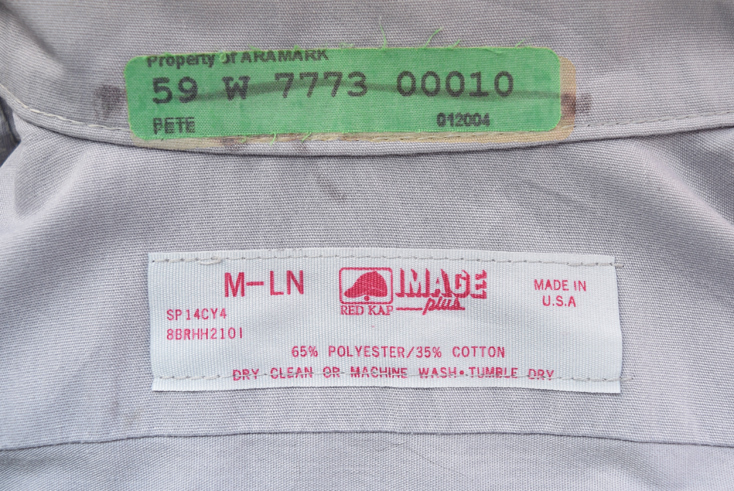 Property of ARAMARK
59 W 7773 00010
PETE 012004
M-LN
RED KAP
IMAGE
plus
MADE IN
U.S.A
SP14CY4
8BRHH2101
65% POLYESTER/35% COTTON
DRY-CLEAN OR MACHINE WASH•TUMBLE DRY